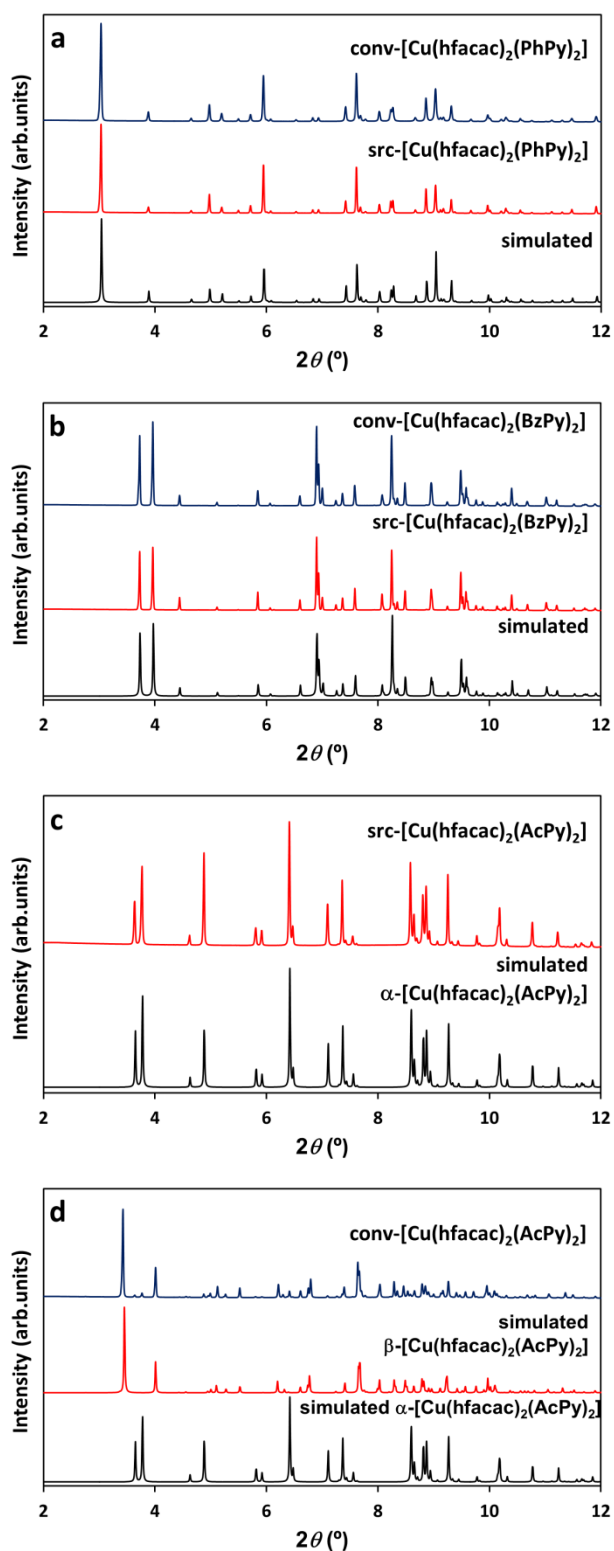 a
conv-[Cu(hfacac)₂(PhPy)₂]
src-[Cu(hfacac)₂(PhPy)₂]
simulated
Intensity (arb.units)
2 4 6 8 10 12
2θ (º)
b
conv-[Cu(hfacac)₂(BzPy)₂]
src-[Cu(hfacac)₂(BzPy)₂]
simulated
Intensity (arb.units)
2 4 6 8 10 12
2θ (º)
c
src-[Cu(hfacac)₂(AcPy)₂]
simulated
α-[Cu(hfacac)₂(AcPy)₂]
Intensity (arb.units)
2 4 6 8 10 12
2θ (º)
d
conv-[Cu(hfacac)₂(AcPy)₂]
simulated
β-[Cu(hfacac)₂(AcPy)₂]
simulated α-[Cu(hfacac)₂(AcPy)₂]
Intensity (arb.units)
2 4 6 8 10 12
2θ (º)